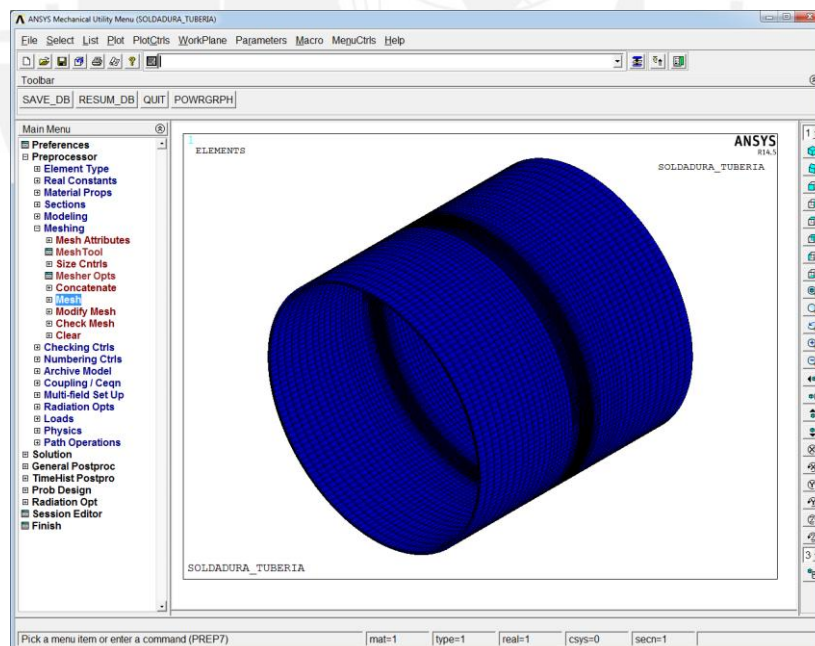 ANSYS Mechanical Utility Menu (SOLDADURA_TUBERIA)
File Select List Plot PlotCtrls WorkPlane Parameters Macro MenuCtrls Help
Toolbar
SAVE_DB RESUM_DB QUIT POWRGRPH
Main Menu
Preferences
Preprocessor
Element Type
Real Constants
Material Props
Sections
Modeling
Meshing
Mesh Attributes
MeshTool
Size Cntrls
Mesher Opts
Concatenate
Mesh
Modify Mesh
Check Mesh
Clear
Checking Ctrls
Numbering Ctrls
Archive Model
Coupling / Ceqn
Multi-field Set Up
Radiation Opts
Loads
Physics
Path Operations
Solution
General Postproc
TimeHist Postpro
Prob Design
Radiation Opt
Session Editor
Finish
1
ELEMENTS
ANSYS
R14.5
SOLDADURA_TUBERIA
SOLDADURA_TUBERIA
1
3
Pick a menu item or enter a command (PREP7) mat=1 type=1 real=1 csys=0 secn=1